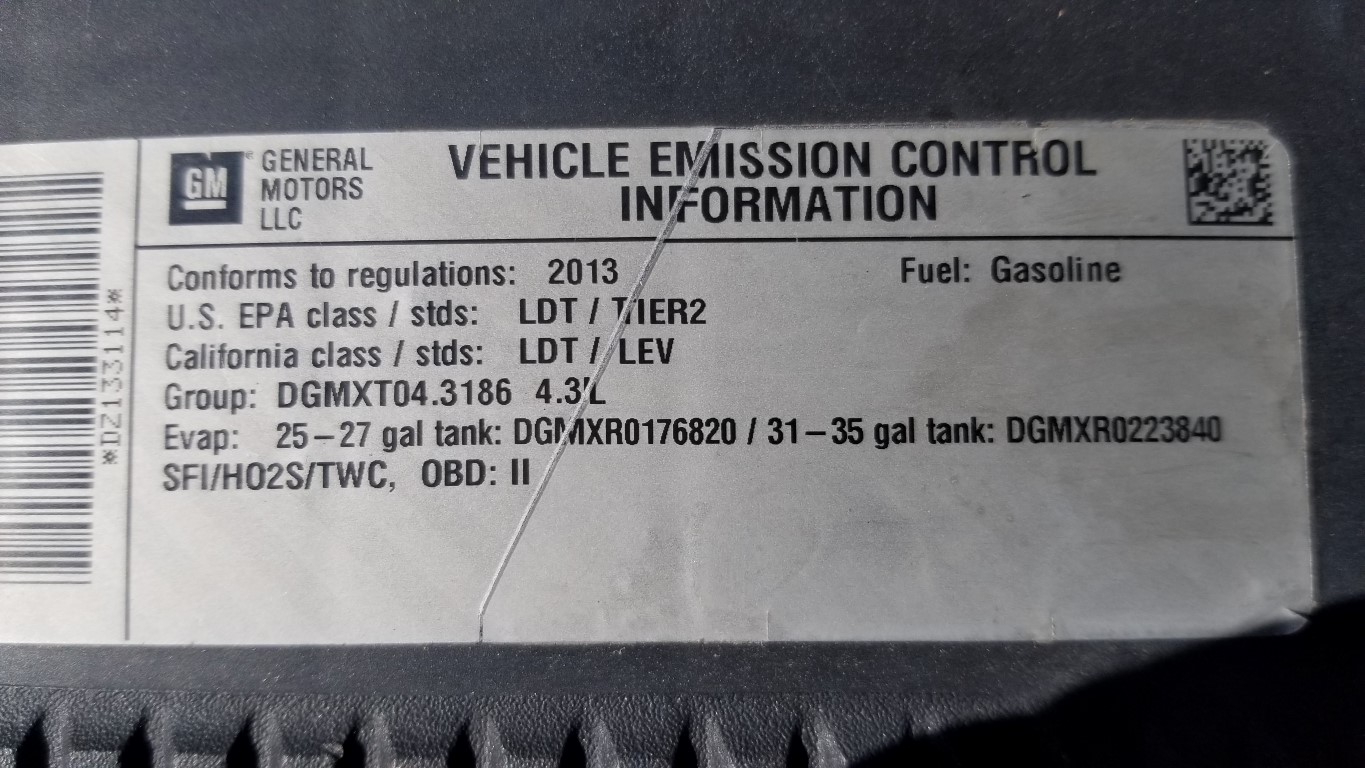 *DZ133114*
GM
GENERAL
MOTORS
LLC
VEHICLE EMISSION CONTROL
INFORMATION
Conforms to regulations: 2013 Fuel: Gasoline
U.S. EPA class / stds: LDT / TIER2
California class / stds: LDT / LEV
Group: DGMXT04.3186 4.3L
Evap: 25–27 gal tank: DGMXR0176820 / 31–35 gal tank: DGMXR0223840
SFI/HO2S/TWC, OBD: II